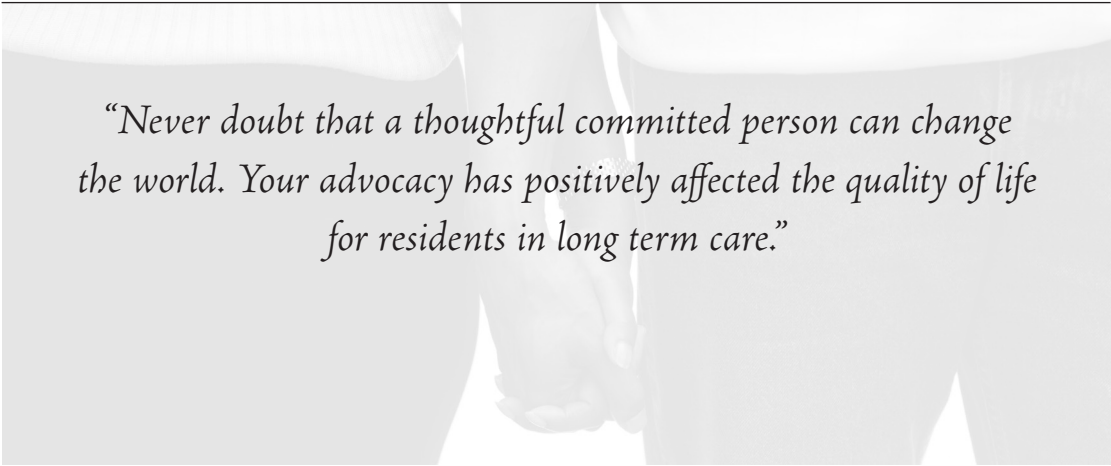 “Never doubt that a thoughtful committed person can change
the world. Your advocacy has positively affected the quality of life
for residents in long term care.”